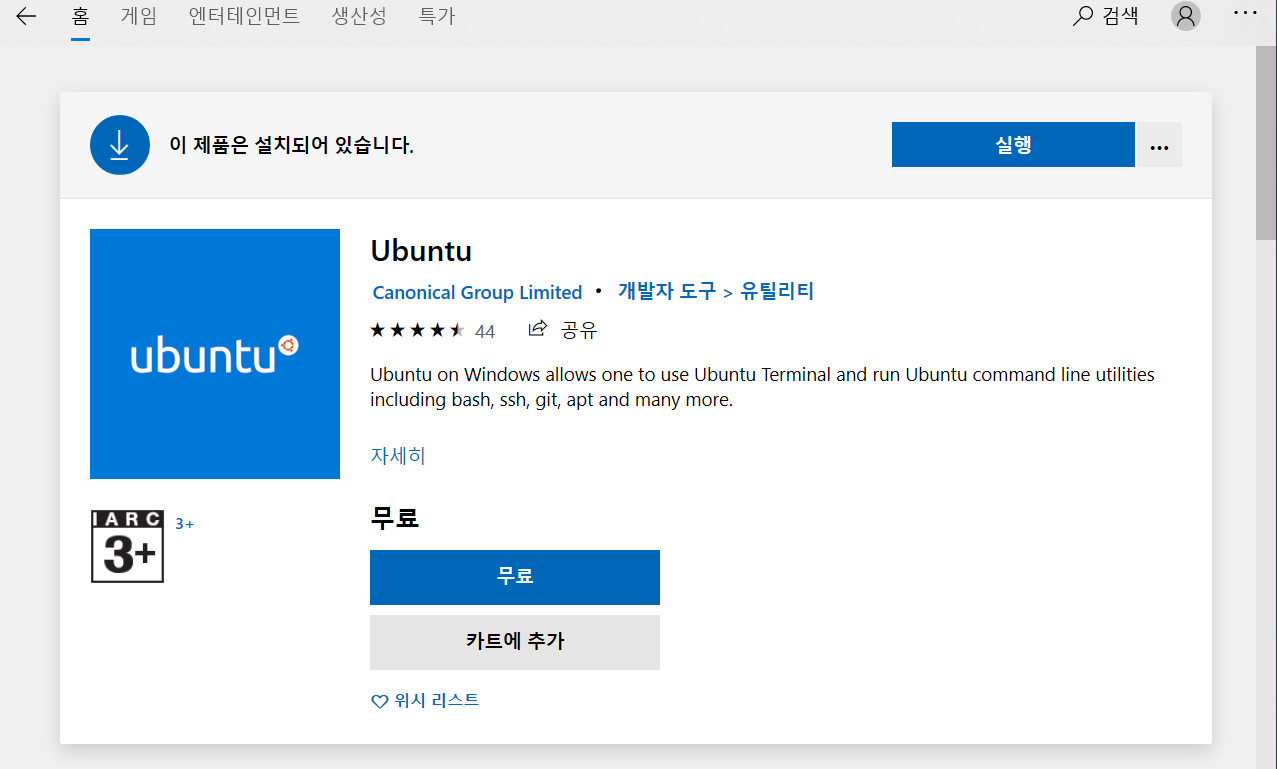 홈 게임 엔터테인먼트 생산성 특가 검색
이 제품은 설치되어 있습니다. 실행
ubuntu
Ubuntu
Canonical Group Limited • 개발자 도구 > 유틸리티
44 공유
Ubuntu on Windows allows one to use Ubuntu Terminal and run Ubuntu command line utilities
including bash, ssh, git, apt and many more.
자세히
IARC
3+
3+
무료
무료
카트에 추가
위시 리스트